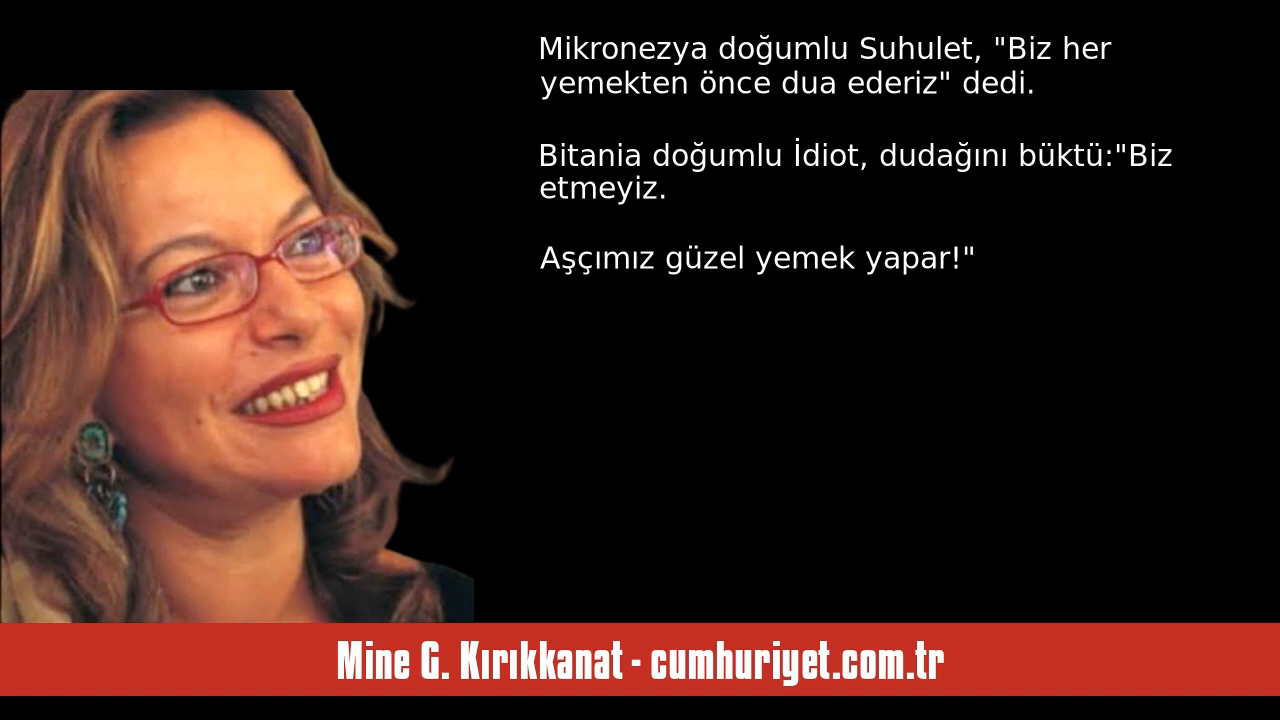 Mikronezya doğumlu Suhulet, "Biz her
yemekten önce dua ederiz" dedi.
Bitania doğumlu İdiot, dudağını büktü:"Biz
etmeyiz.
Aşçımız güzel yemek yapar!"
Mine G. Kırıkkanat - cumhuriyet.com.tr